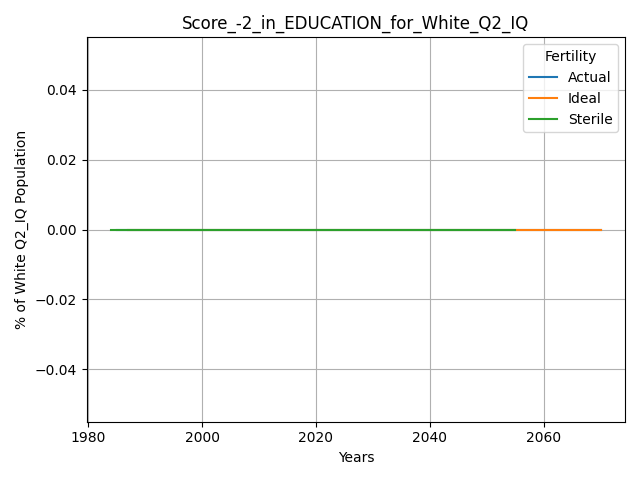 Score_-2_in_EDUCATION_for_White_Q2_IQ
Fertility
Actual
Ideal
Sterile
% of White Q2_IQ Population
0.04
0.02
0.00
−0.02
−0.04
1980 2000 2020 2040 2060
Years